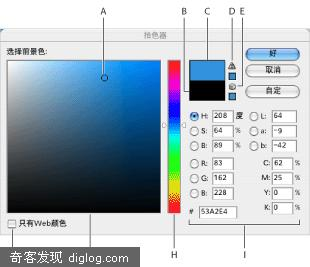 拾色器
A
B
C
D
E
选择前景色:
好
取消
自定
H: 208 度
S: 64 %
B: 89 %
R: 83
G: 162
B: 228
# 53A2E4
L: 64
a: -9
b: -42
C: 62 %
M: 25 %
Y: 0 %
K: 0 %
只有Web颜色
H
I
奇客发现 diglog.com